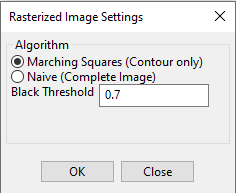 Rasterized Image Settings
Algorithm
Marching Squares (Contour only)
Naive (Complete Image)
Black Threshold 0.7
OK Close